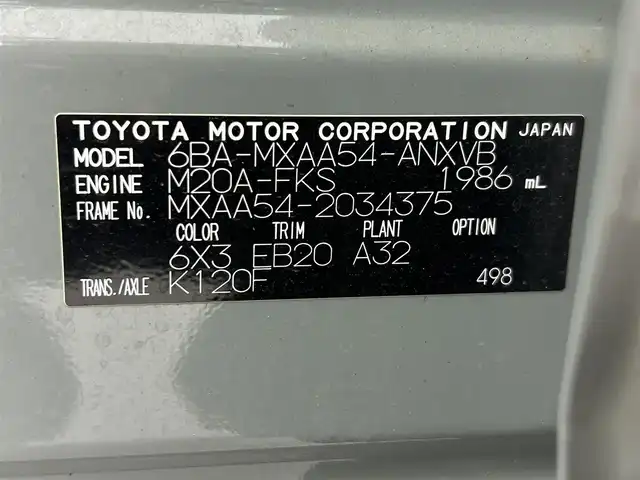 TOYOTA MOTOR CORPORATION JAPAN
MODEL 6BA-MXAA54-ANXVB
ENGINE M20A-FKS 1986 mL
FRAME No. MXAA54-2034375
COLOR TRIM PLANT OPTION
6X3 EB20 A32
TRANS./AXLE K120F 498